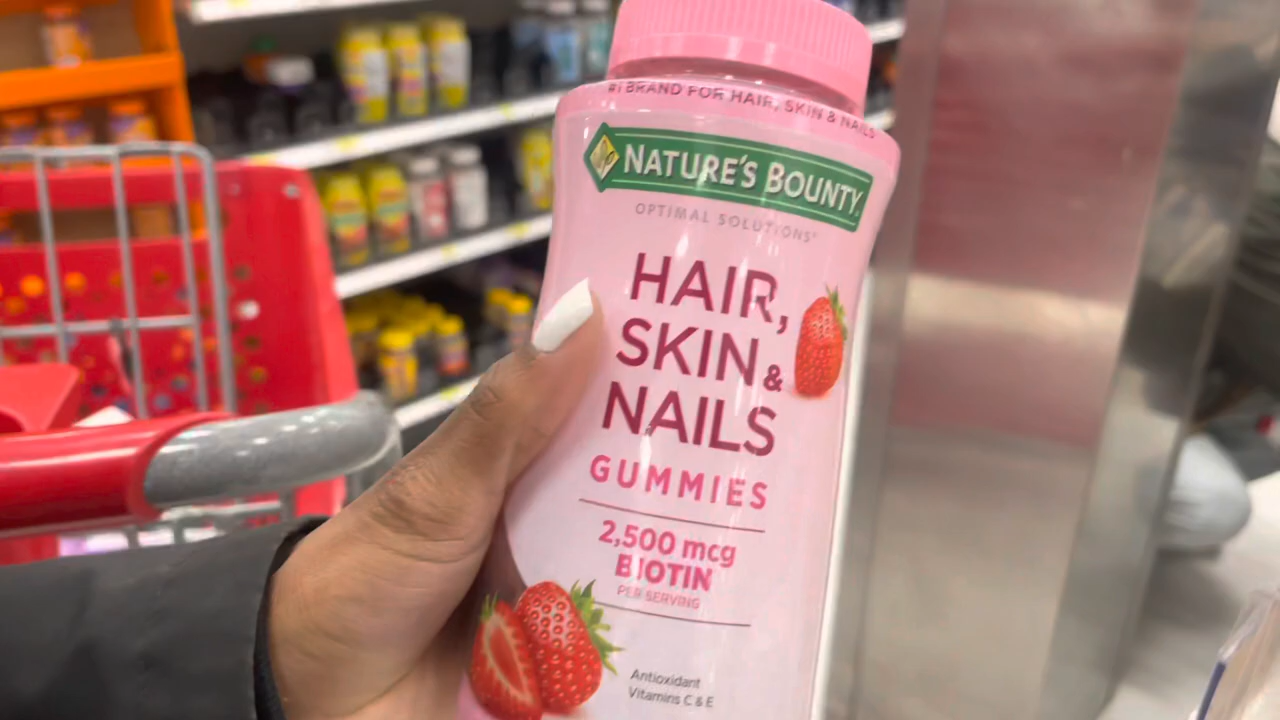 #1 BRAND FOR HAIR, SKIN & NAILS
NATURE'S BOUNTY®
OPTIMAL SOLUTIONS®
HAIR,
SKIN &
NAILS
GUMMIES
2,500 mcg
BIOTIN
PER SERVING
Antioxidant
Vitamins C & E